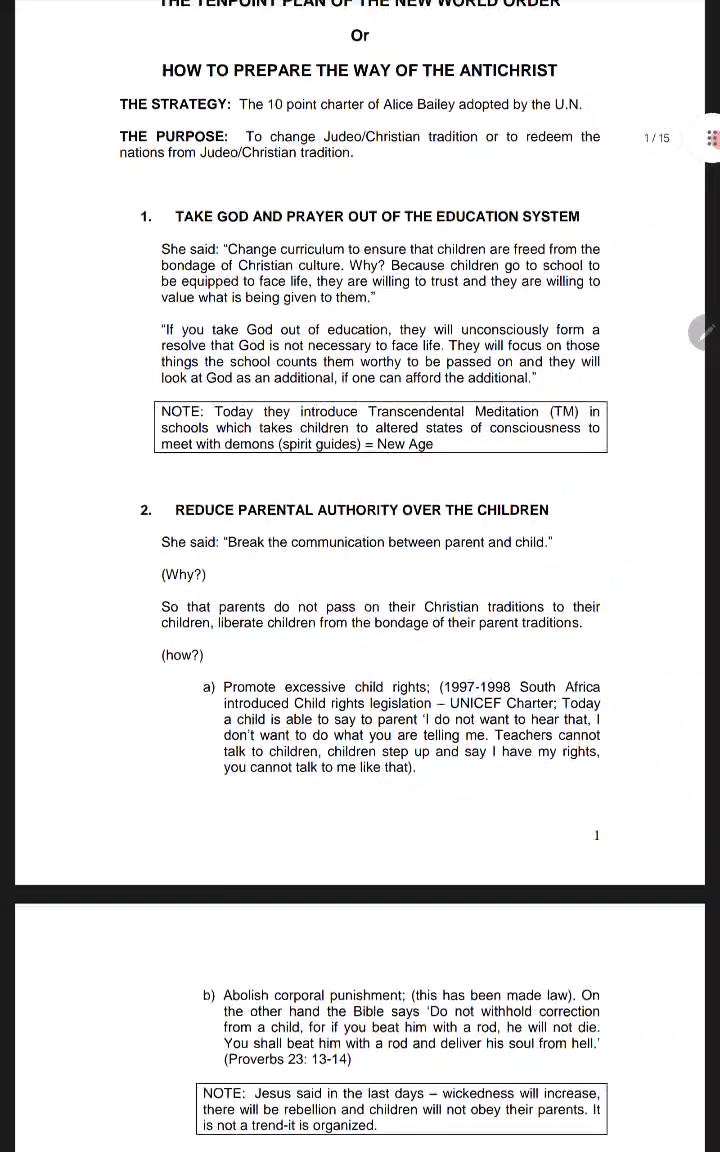 THE TENPOINT PLAN OF THE NEW WORLD ORDER
Or
HOW TO PREPARE THE WAY OF THE ANTICHRIST
THE STRATEGY: The 10 point charter of Alice Bailey adopted by the U.N.
THE PURPOSE: To change Judeo/Christian tradition or to redeem the
nations from Judeo/Christian tradition.
1/15
1. TAKE GOD AND PRAYER OUT OF THE EDUCATION SYSTEM
She said: “Change curriculum to ensure that children are freed from the
bondage of Christian culture. Why? Because children go to school to
be equipped to face life, they are willing to trust and they are willing to
value what is being given to them.”
“If you take God out of education, they will unconsciously form a
resolve that God is not necessary to face life. They will focus on those
things the school counts them worthy to be passed on and they will
look at God as an additional, if one can afford the additional.”
NOTE: Today they introduce Transcendental Meditation (TM) in
schools which takes children to altered states of consciousness to
meet with demons (spirit guides) = New Age
2. REDUCE PARENTAL AUTHORITY OVER THE CHILDREN
She said: “Break the communication between parent and child.”
(Why?)
So that parents do not pass on their Christian traditions to their
children, liberate children from the bondage of their parent traditions.
(how?)
a) Promote excessive child rights; (1997-1998 South Africa
introduced Child rights legislation – UNICEF Charter; Today
a child is able to say to parent ‘I do not want to hear that, I
don’t want to do what you are telling me. Teachers cannot
talk to children, children step up and say I have my rights,
you cannot talk to me like that).
1
b) Abolish corporal punishment; (this has been made law). On
the other hand the Bible says ‘Do not withhold correction
from a child, for if you beat him with a rod, he will not die.
You shall beat him with a rod and deliver his soul from hell.’
(Proverbs 23: 13-14)
NOTE: Jesus said in the last days – wickedness will increase,
there will be rebellion and children will not obey their parents. It
is not a trend-it is organized.